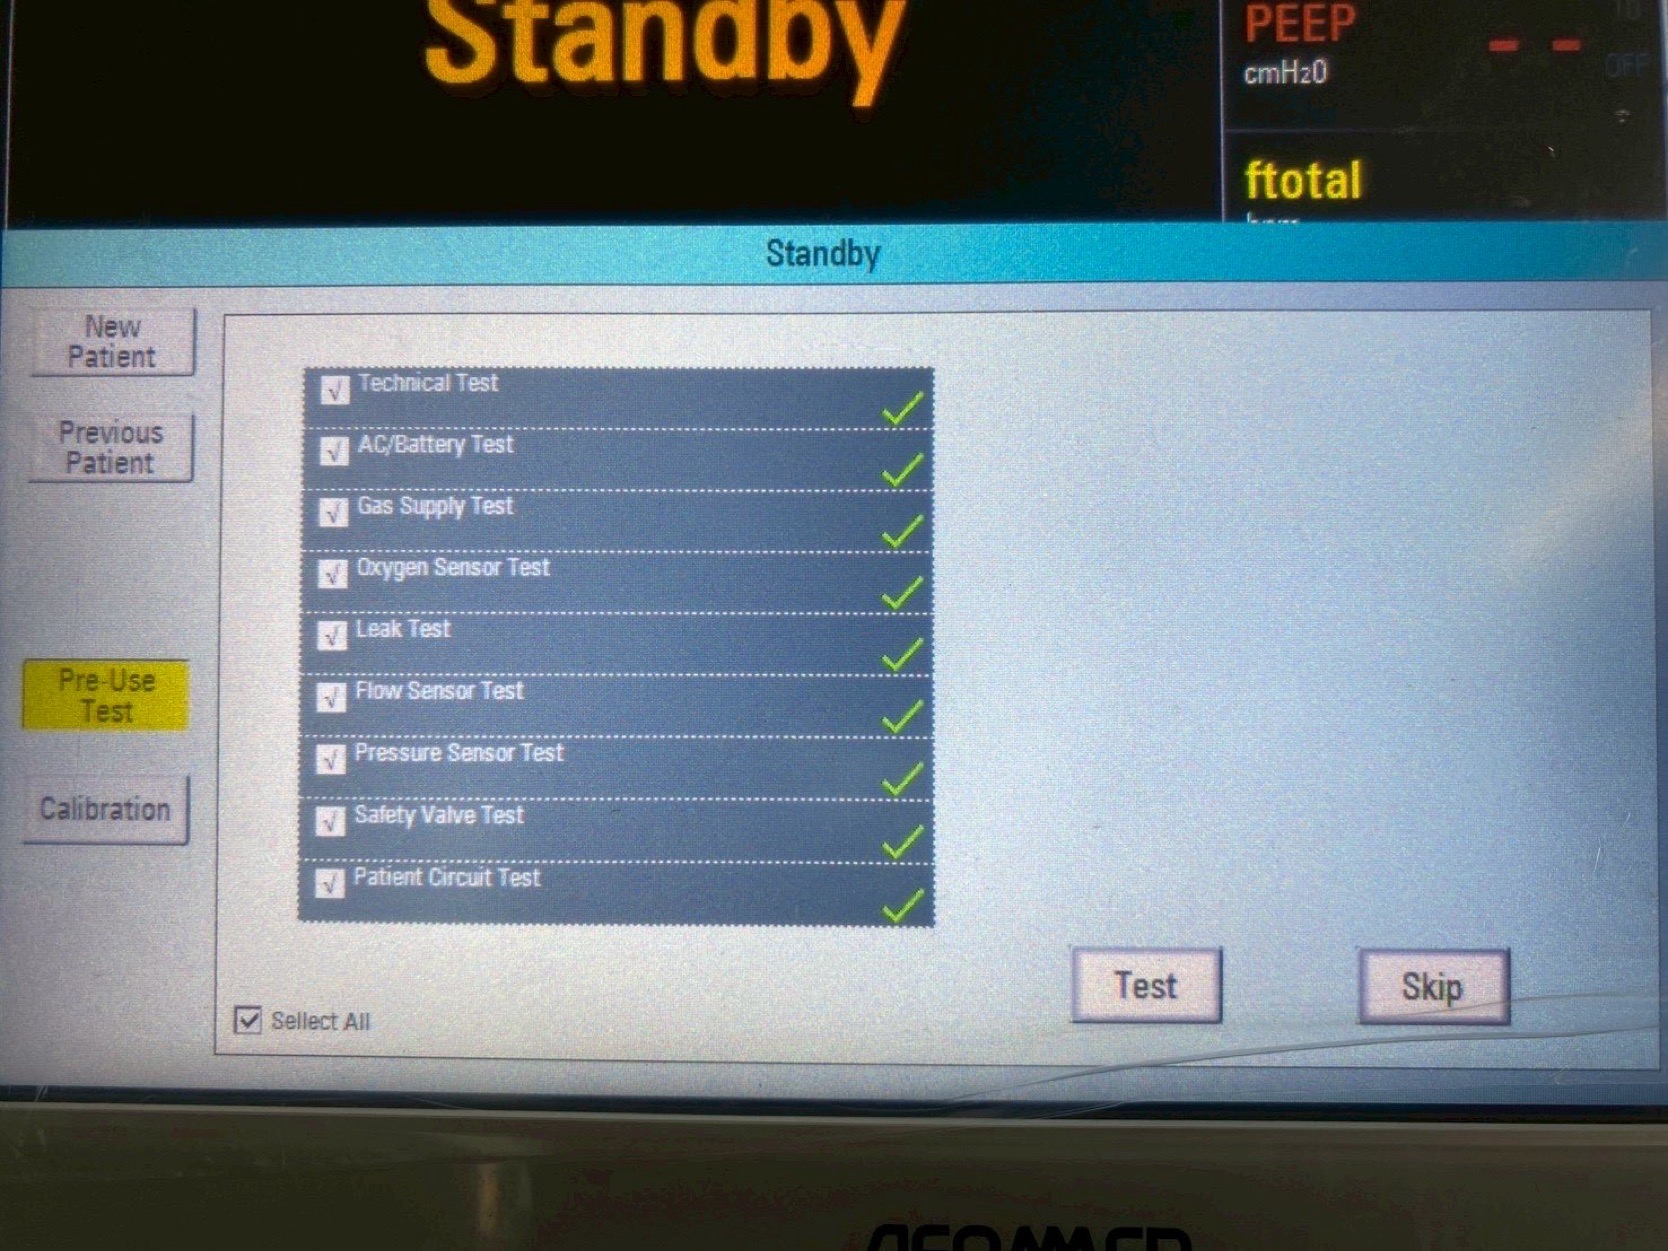 Standby
PEEP
-- --
cmH2O
OFF
ftotal
Standby
New
Patient
Previous
Patient
Pre-Use
Test
Calibration
Technical Test
AC/Battery Test
Gas Supply Test
Oxygen Sensor Test
Leak Test
Flow Sensor Test
Pressure Sensor Test
Safety Valve Test
Patient Circuit Test
Sellect All
Test
Skip